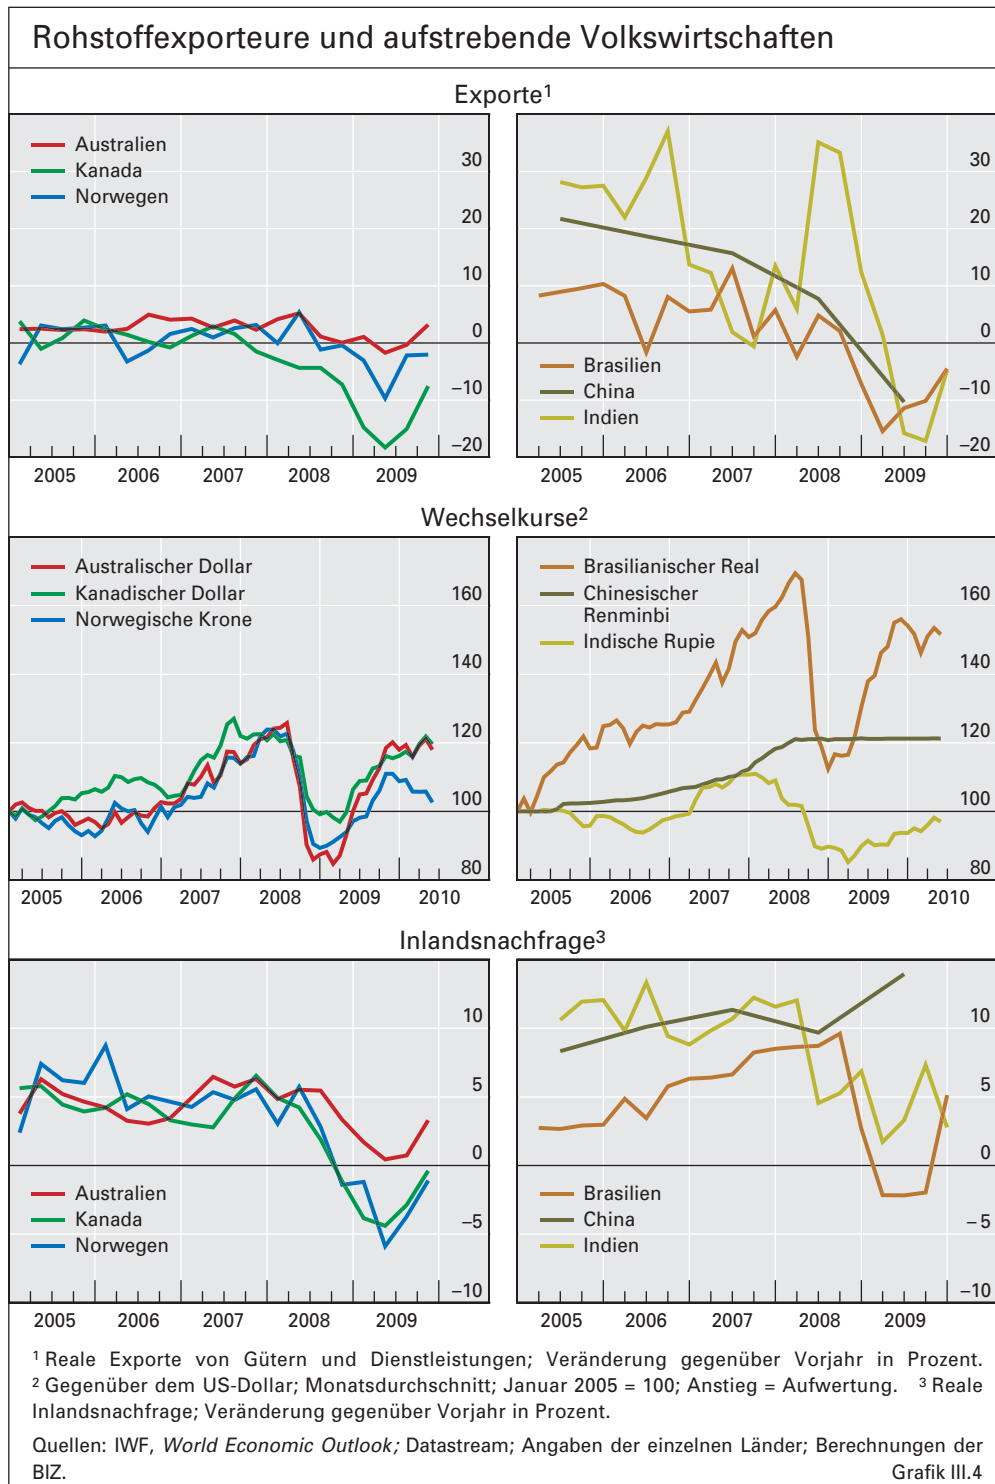 Rohstoffexporteure und aufstrebende Volkswirtschaften
Exporte¹
Australien
Kanada
Norwegen
30
20
10
0
–10
–20
2005 2006 2007 2008 2009
Brasilien
China
Indien
30
20
10
0
–10
–20
2005 2006 2007 2008 2009
Wechselkurse²
Australischer Dollar
Kanadischer Dollar
Norwegische Krone
160
140
120
100
80
2005 2006 2007 2008 2009 2010
Brasilianischer Real
Chinesischer
Renminbi
Indische Rupie
160
140
120
100
80
2005 2006 2007 2008 2009 2010
Inlandsnachfrage³
10
5
0
–5
–10
Australien
Kanada
Norwegen
2005 2006 2007 2008 2009
10
5
0
–5
–10
Brasilien
China
Indien
2005 2006 2007 2008 2009
¹ Reale Exporte von Gütern und Dienstleistungen; Veränderung gegenüber Vorjahr in Prozent.
² Gegenüber dem US-Dollar; Monatsdurchschnitt; Januar 2005 = 100; Anstieg = Aufwertung. ³ Reale
Inlandsnachfrage; Veränderung gegenüber Vorjahr in Prozent.
Quellen: IWF, World Economic Outlook; Datastream; Angaben der einzelnen Länder; Berechnungen der
BIZ. Grafik III.4